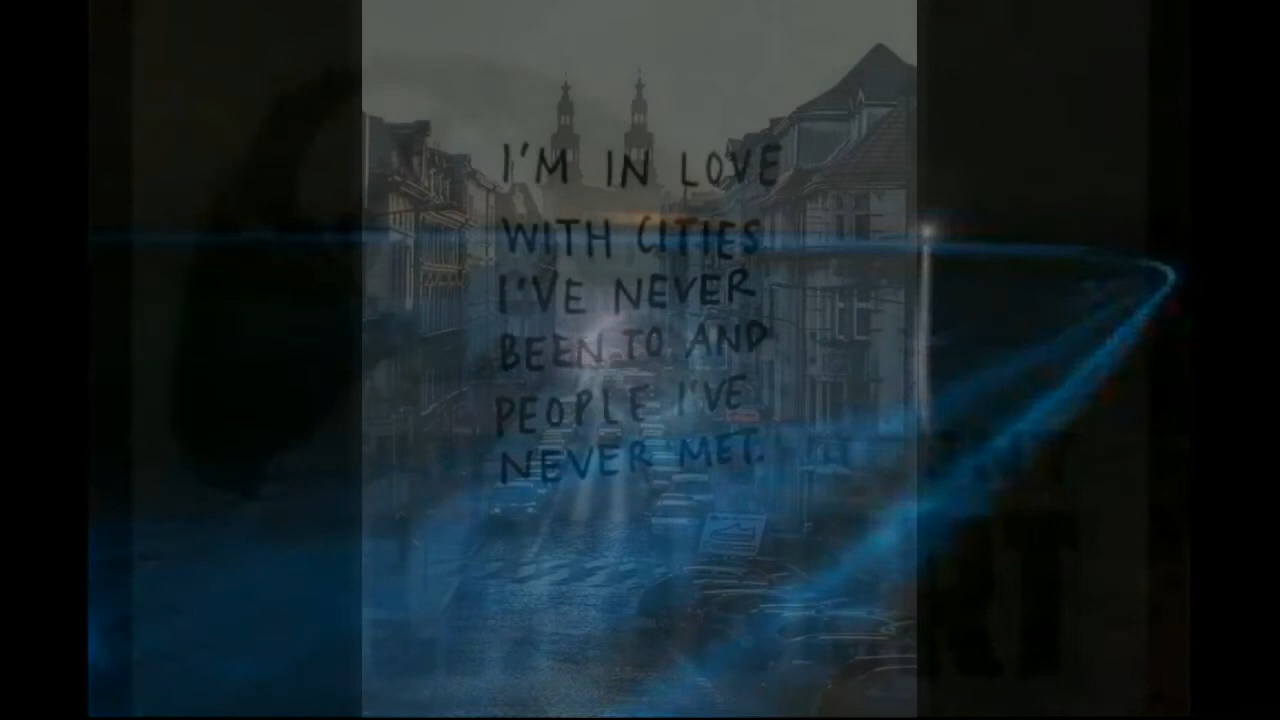 I'M IN LOVE
WITH CITIES
I'VE NEVER
BEEN TO AND
PEOPLE I'VE
NEVER MET.